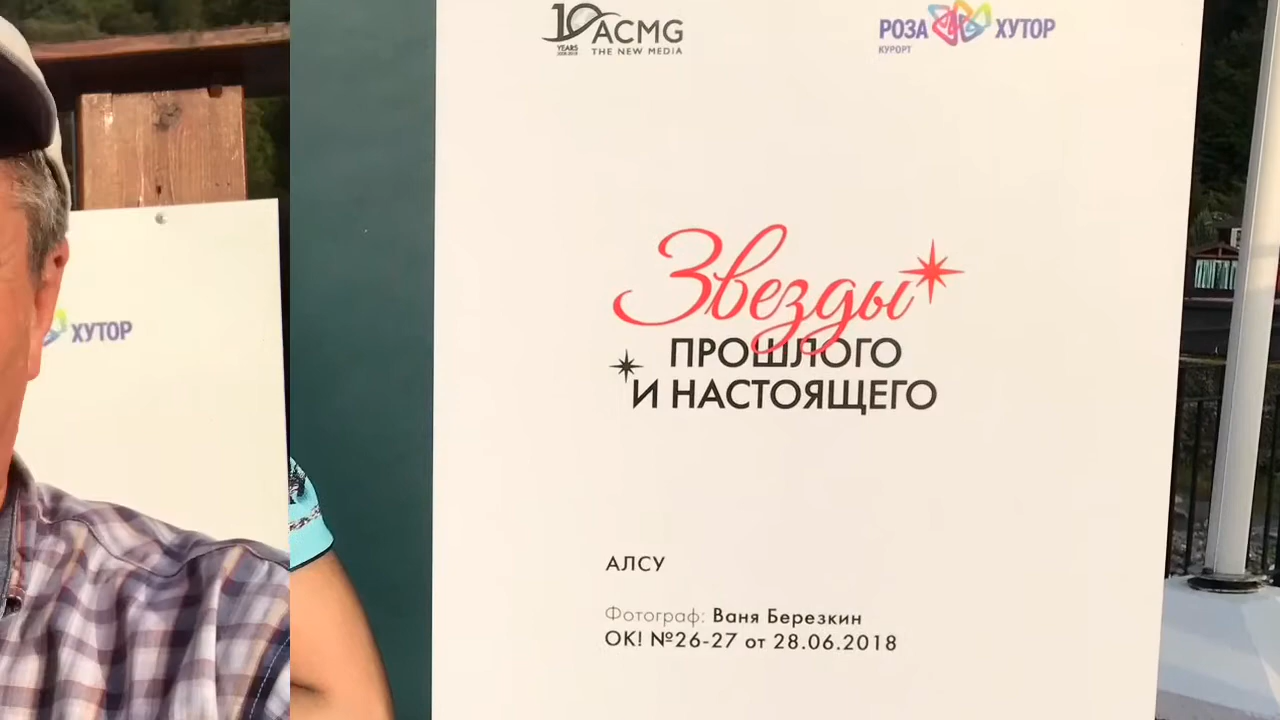 10 ACMG
YEARS
THE NEW MEDIA
РОЗА ХУТОР
КУРОРТ
ХУТОР
Звезды
ПРОШЛОГО
И НАСТОЯЩЕГО
АЛСУ
Фотограф: Ваня Березкин
ОК! №26-27 от 28.06.2018